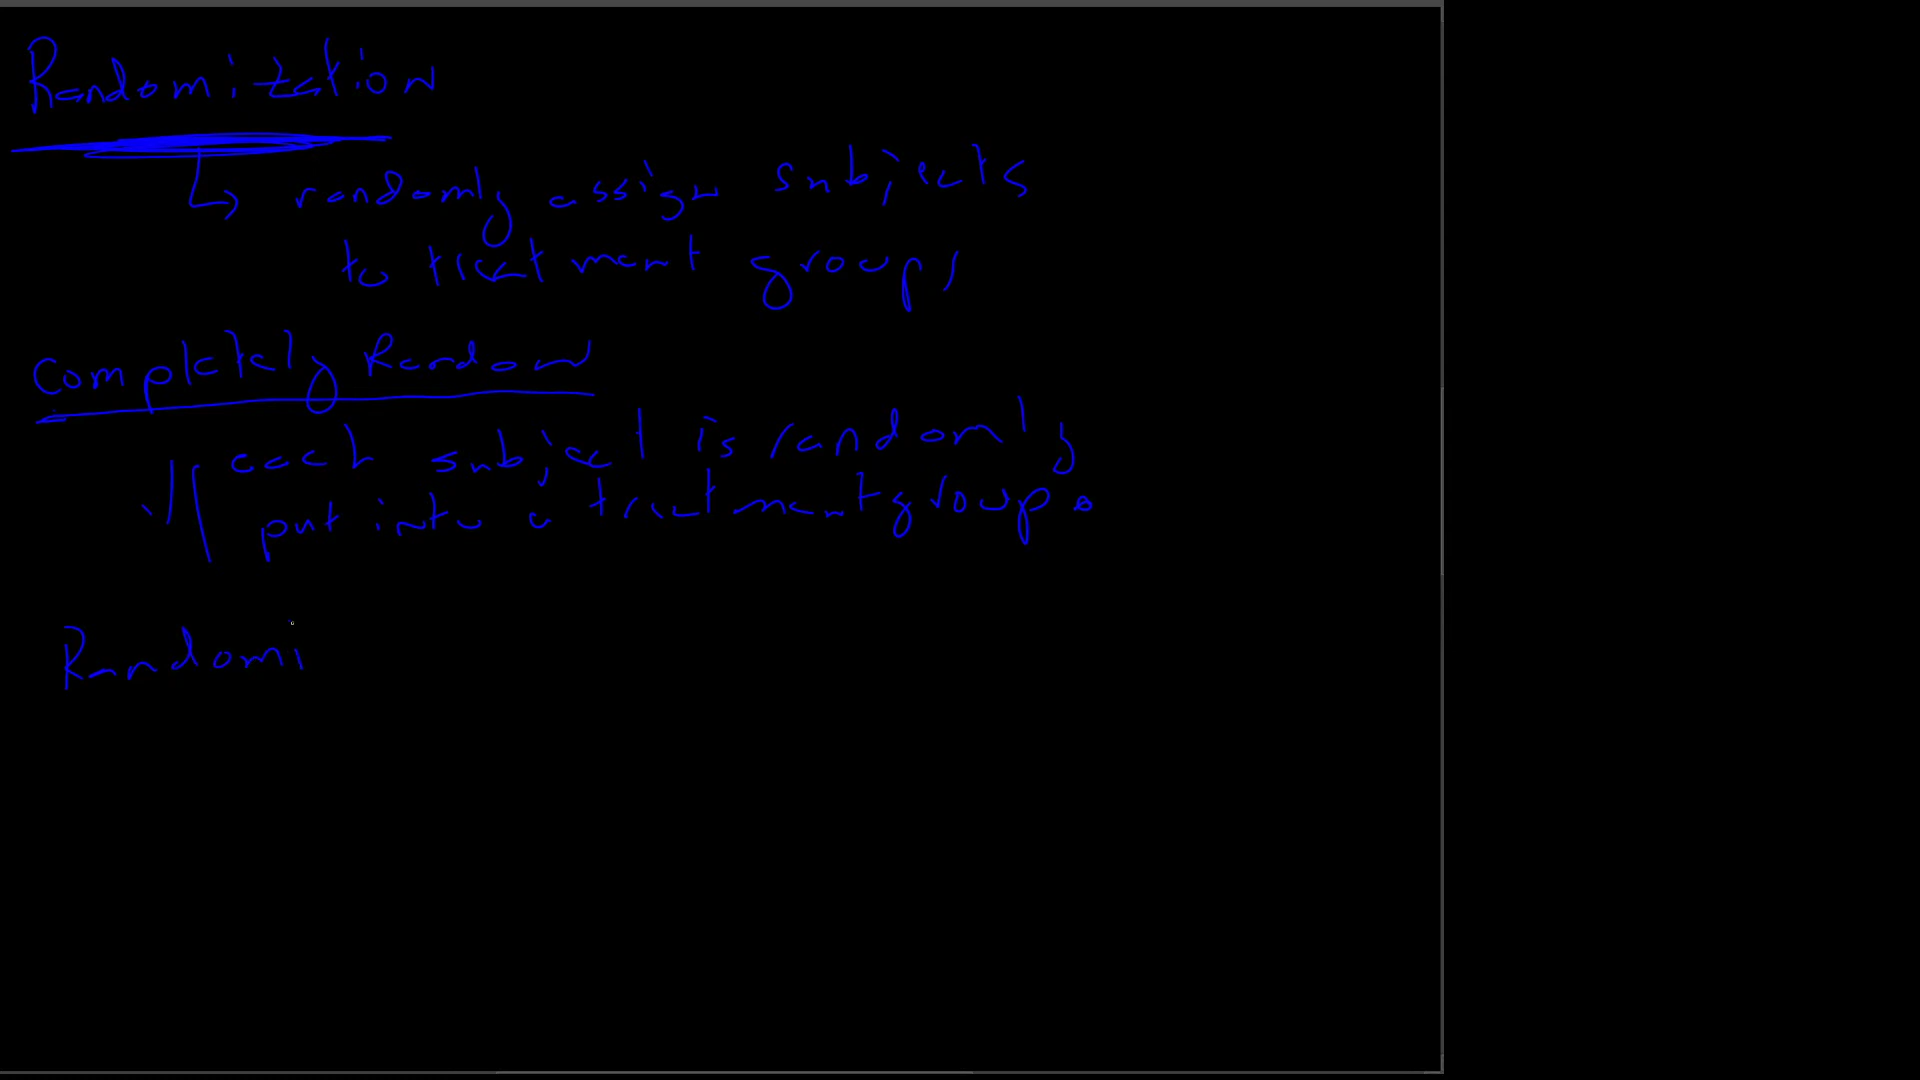 Randomization
randomly assign subjects
to treatment groups
Completely Random
each subject is randomly
put into a treatment group.
Randomi